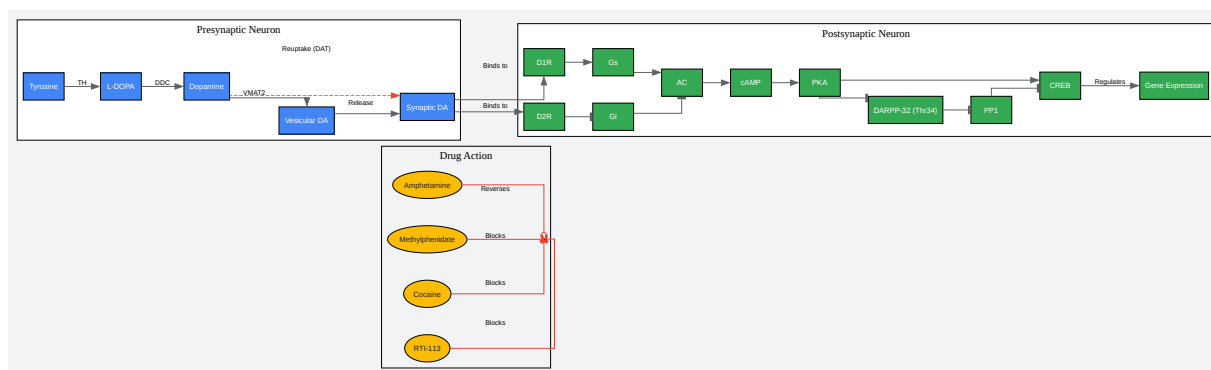 Presynaptic Neuron
Reuptake (DAT)
Tyrosine
TH
L-DOPA
DDC
Dopamine
VMAT2
Vesicular DA
Release
Synaptic DA
Binds to
Binds to
Postsynaptic Neuron
D1R
Gs
D2R
Gi
AC
cAMP
PKA
DARPP-32 (Thr34)
PP1
CREB
Regulates
Gene Expression
Drug Action
Amphetamine
Reverses
Methylphenidate
Blocks
Cocaine
Blocks
Blocks
RTI-113